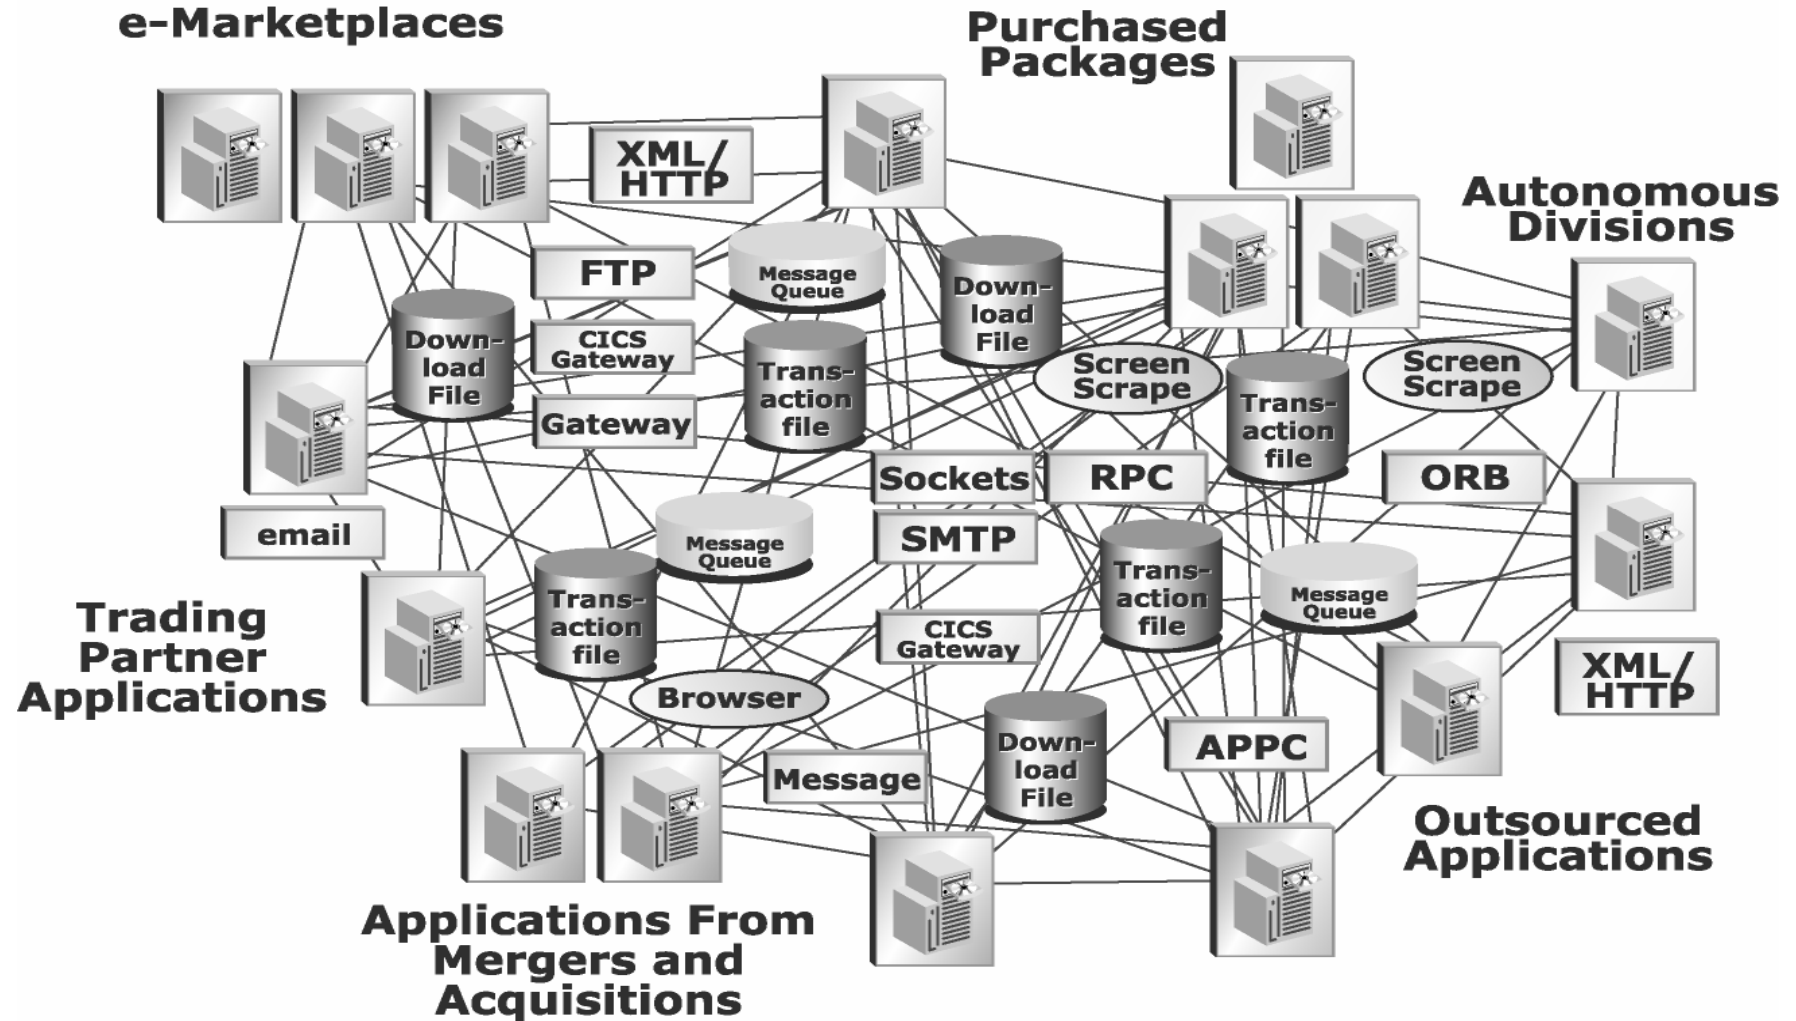 e-Marketplaces
Purchased
Packages
XML/
HTTP
Autonomous
Divisions
FTP
Message
Queue
Down-
load
File
Down-
load
File
CICS
Gateway
Trans-
action
file
Screen
Scrape
Screen
Scrape
Trans-
action
file
Gateway
Sockets
RPC
ORB
email
Message
Queue
SMTP
Trans-
action
file
Trans-
action
file
Message
Queue
Trading
Partner
Applications
CICS
Gateway
XML/
HTTP
Browser
Down-
load
File
APPC
Message
Outsourced
Applications
Applications From
Mergers and
Acquisitions